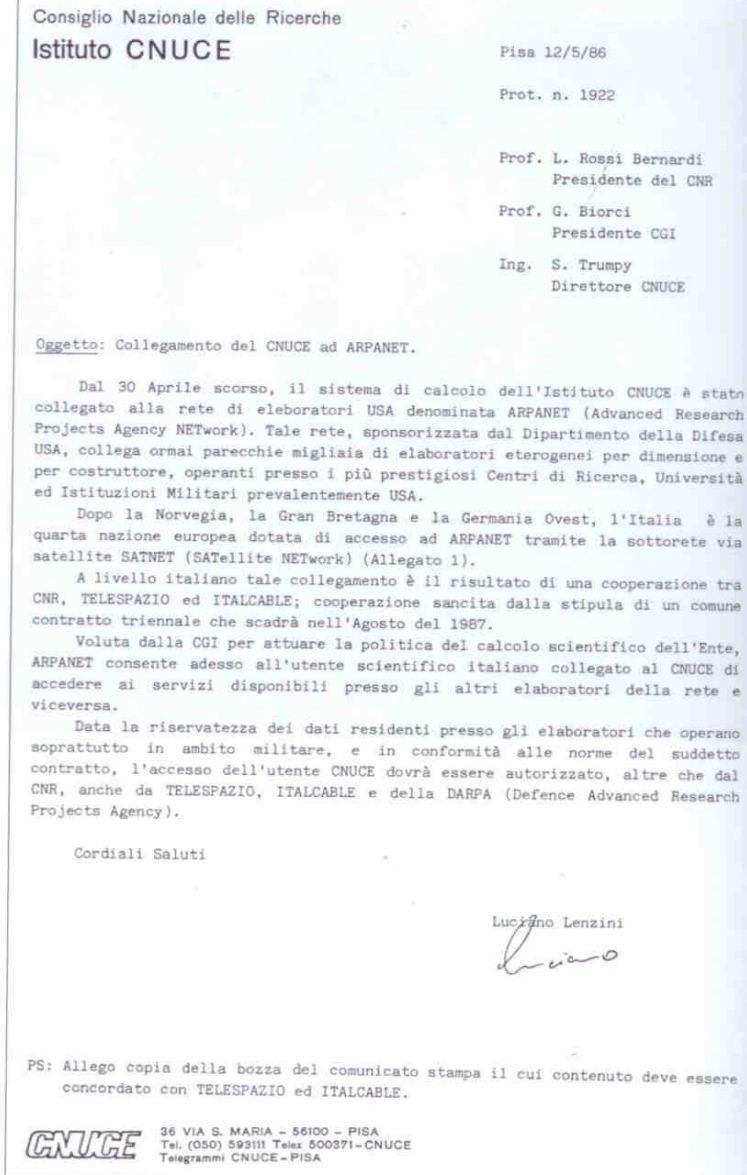 Consiglio Nazionale delle Ricerche
Istituto CNUCE
Pisa 12/5/86
Prot. n. 1922
Prof. L. Rossi Bernardi
Presidente del CNR
Prof. G. Biorci
Presidente CGI
Ing. S. Trumpy
Direttore CNUCE
Oggetto: Collegamento del CNUCE ad ARPANET.
Dal 30 Aprile scorso, il sistema di calcolo dell'Istituto CNUCE è stato
collegato alla rete di eleboratori USA denominata ARPANET (Advanced Research
Projects Agency NETwork). Tale rete, sponsorizzata dal Dipartimento della Difesa
USA, collega ormai parecchie migliaia di elaboratori eterogenei per dimensione e
per costruttore, operanti presso i più prestigiosi Centri di Ricerca, Università
ed Istituzioni Militari prevalentemente USA.
Dopo la Norvegia, la Gran Bretagna e la Germania Ovest, l'Italia è la
quarta nazione europea dotata di accesso ad ARPANET tramite la sottorete via
satellite SATNET (SATellite NETwork) (Allegato 1).
A livello italiano tale collegamento è il risultato di una cooperazione tra
CNR, TELESPAZIO ed ITALCABLE; cooperazione sancita dalla stipula di un comune
contratto triennale che scadrà nell'Agosto del 1987.
Voluta dalla CGI per attuare la politica del calcolo scientifico dell'Ente,
ARPANET consente adesso all'utente scientifico italiano collegato al CNUCE di
accedere ai servizi disponibili presso gli altri elaboratori della rete e
viceversa.
Data la riservatezza dei dati residenti presso gli elaboratori che operano
soprattutto in ambito militare, e in conformità alle norme del suddetto
contratto, l'accesso dell'utente CNUCE dovrà essere autorizzato, altre che dal
CNR, anche da TELESPAZIO, ITALCABLE e della DARPA (Defence Advanced Research
Projects Agency).
Cordiali Saluti
Luciano Lenzini
Luciano
PS: Allego copia della bozza del comunicato stampa il cui contenuto deve essere
concordato con TELESPAZIO ed ITALCABLE.
CNUCE
36 VIA S. MARIA - 56100 - PISA
Tel. (050) 593111 Telex 500371-CNUCE
Telegrammi CNUCE-PISA